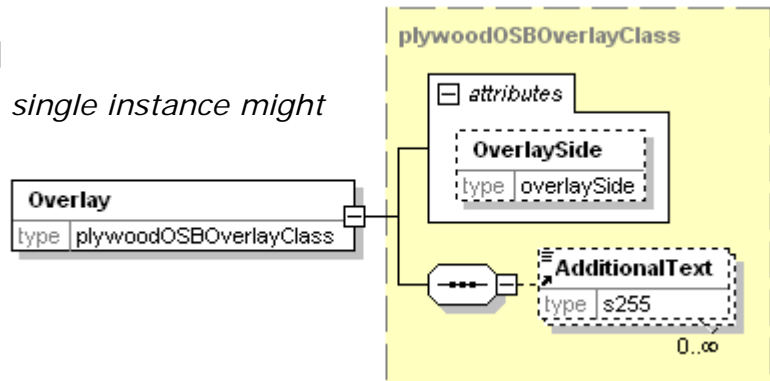 plywoodOSBOverlayClass
single instance might
attributes
OverlaySide
type overlaySide
Overlay
type plywoodOSBOverlayClass
AdditionalText
type s255
0..∞